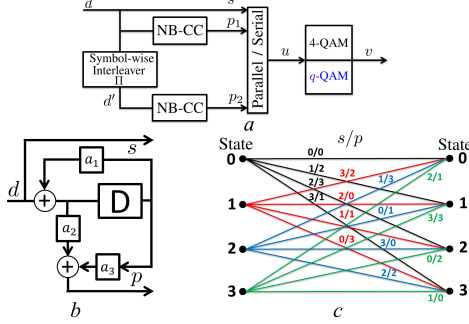 d
s
NB-CC
p1
Symbol-wise
Interleaver
Π
d'
NB-CC
p2
Parallel / Serial
u
4-QAM
q-QAM
v
a
s
a1
d
+
D
a2
+
a3
p
b
s/p
State
State
0
0/0
0
1/2
2/3
3/1
3/2
1/3
2/1
1
2/0
0/1
1
1/1
3/3
2
0/3
3/0
0/2
2
2/2
3
1/0
3
c